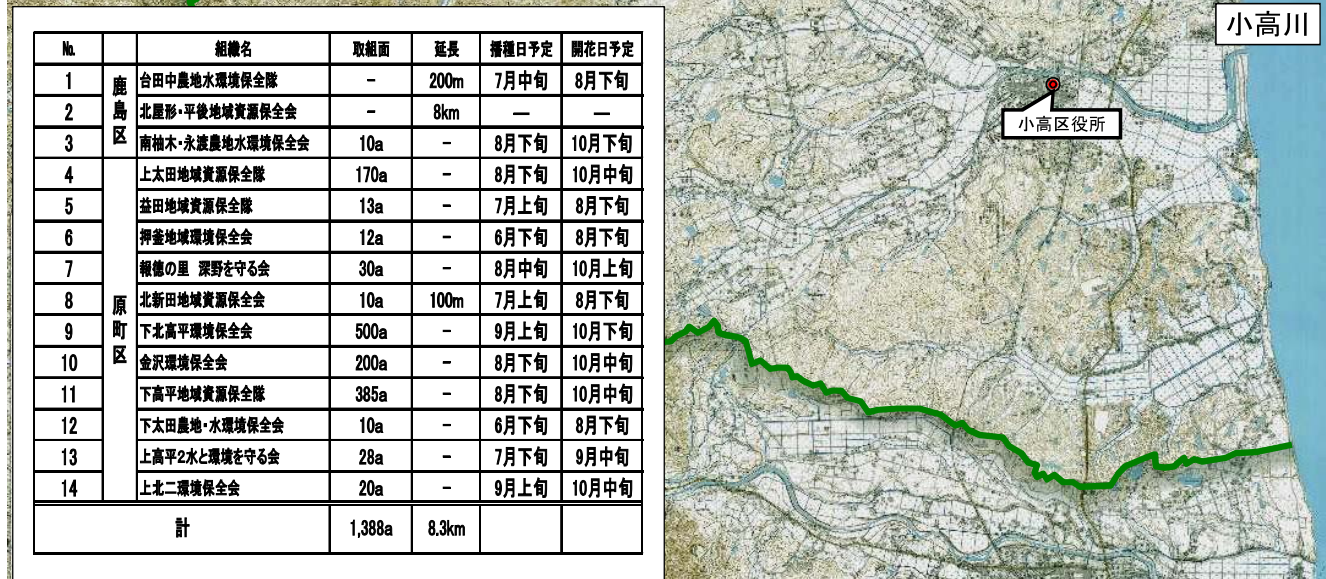 No. 組織名 取組面 延長 播種日予定 開花日予定
鹿島区
1 台田中農地水環境保全隊 － 200m 7月中旬 8月下旬
2 北屋形・平後地域資源保全会 － 8km ― ―
3 南柚木・永渡農地水環境保全会 10a － 8月下旬 10月下旬
原町区
4 上太田地域資源保全隊 170a － 8月下旬 10月中旬
5 益田地域資源保全隊 13a － 7月上旬 8月下旬
6 押釜地域環境保全会 12a － 6月下旬 8月下旬
7 報徳の里 深野を守る会 30a － 8月中旬 10月上旬
8 北新田地域資源保全会 10a 100m 7月上旬 8月下旬
9 下北高平環境保全会 500a － 9月上旬 10月下旬
10 金沢環境保全会 200a － 8月下旬 10月中旬
11 下高平地域資源保全隊 385a － 8月下旬 10月中旬
12 下太田農地・水環境保全会 10a － 6月下旬 8月下旬
13 上高平2水と環境を守る会 28a － 7月下旬 9月中旬
14 上北二環境保全会 20a － 9月上旬 10月中旬
計 1,388a 8.3km
小高川
小高区役所